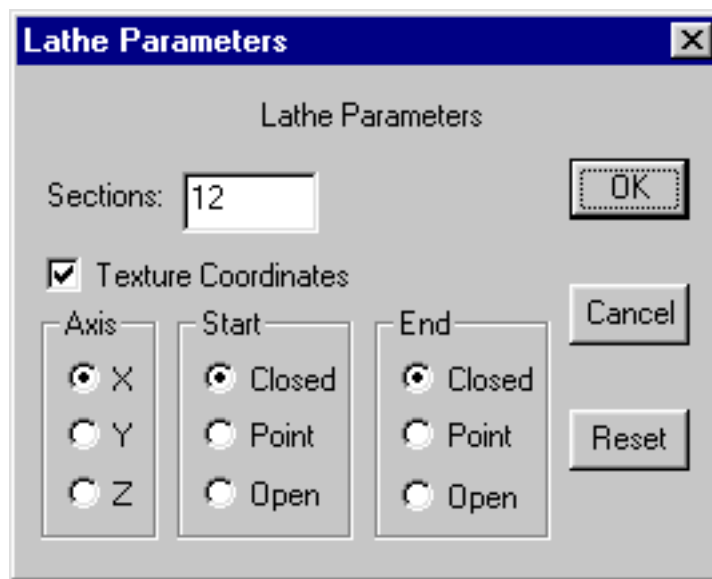 Lathe Parameters
Lathe Parameters
Sections: 12
OK
Texture Coordinates
Cancel
Axis
X
Y
Z
Start
Closed
Point
Open
End
Closed
Point
Open
Reset